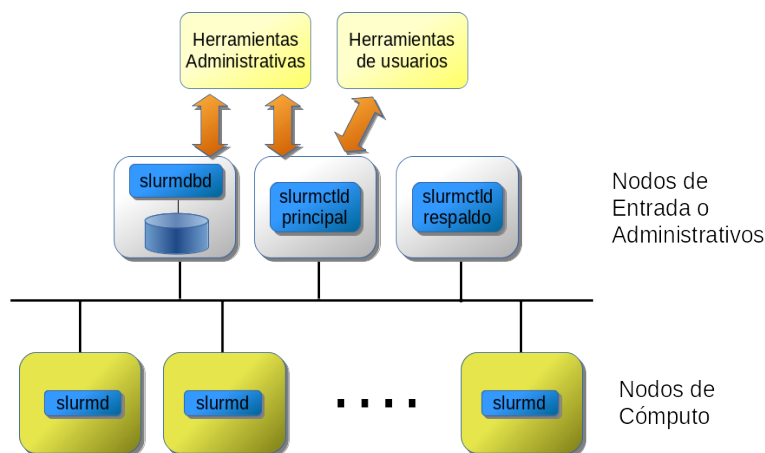 Herramientas
Administrativas
Herramientas
de usuarios
slurmdbd
slurmctld
principal
slurmctld
respaldo
Nodos de
Entrada o
Administrativos
slurmd
slurmd
. . . .
slurmd
Nodos de
Cómputo